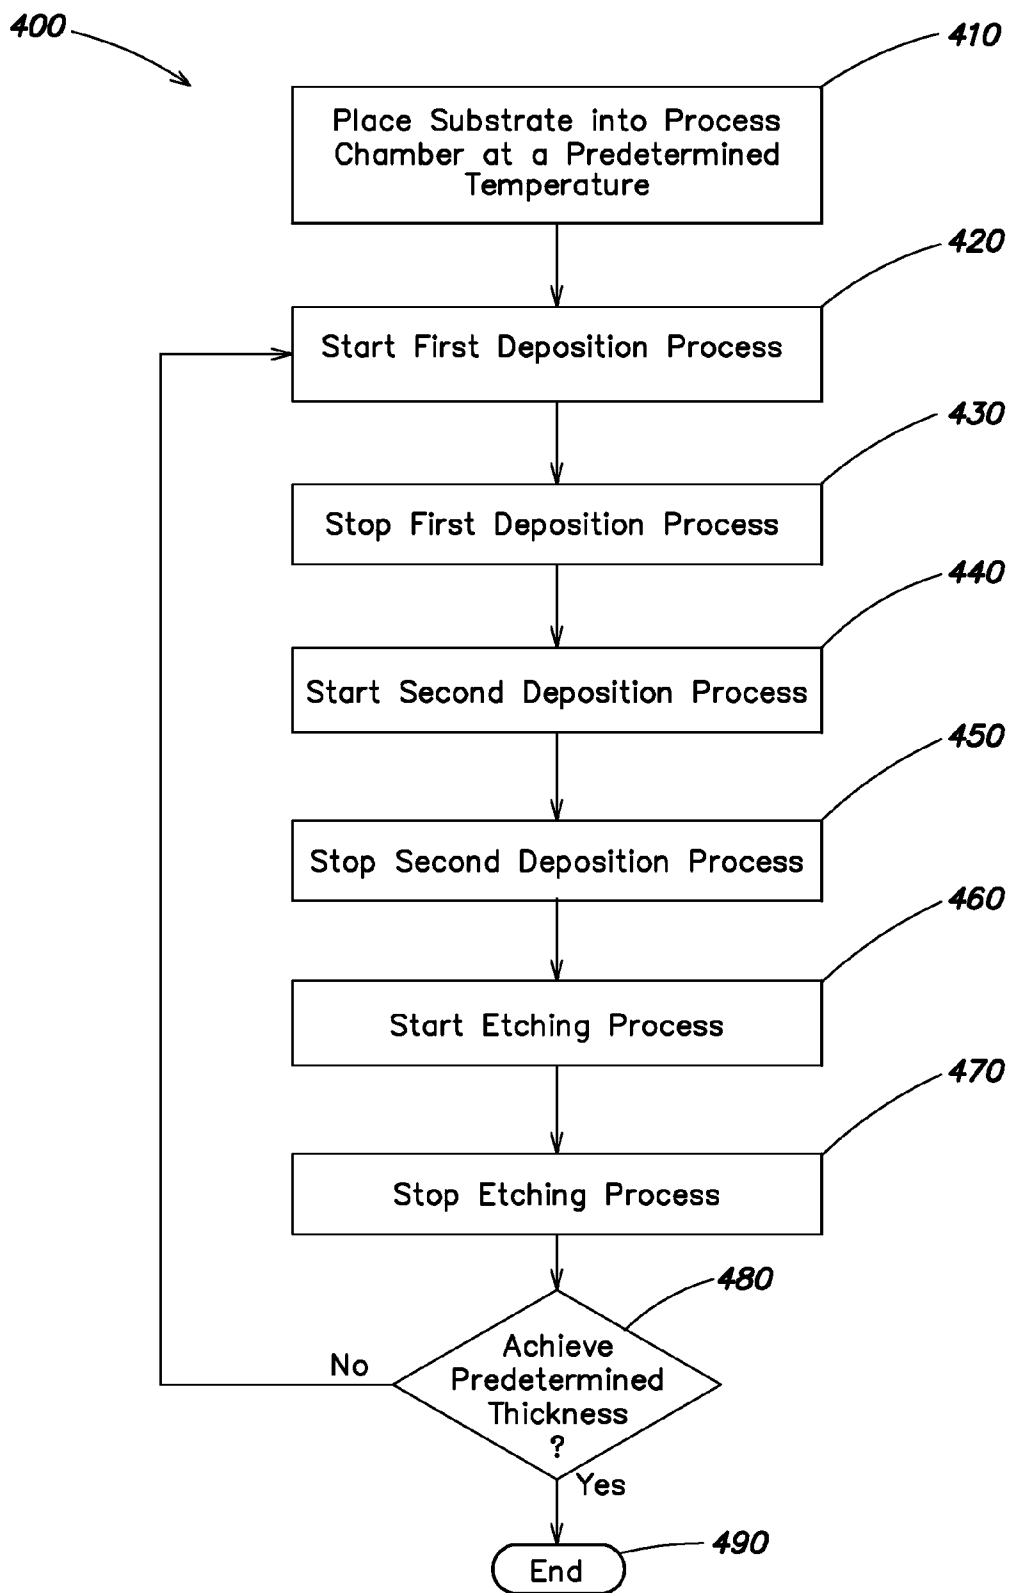 400
410
Place Substrate into Process
Chamber at a Predetermined
Temperature
420
Start First Deposition Process
430
Stop First Deposition Process
440
Start Second Deposition Process
450
Stop Second Deposition Process
460
Start Etching Process
470
Stop Etching Process
480
Achieve
Predetermined
Thickness
?
No
Yes
490
End